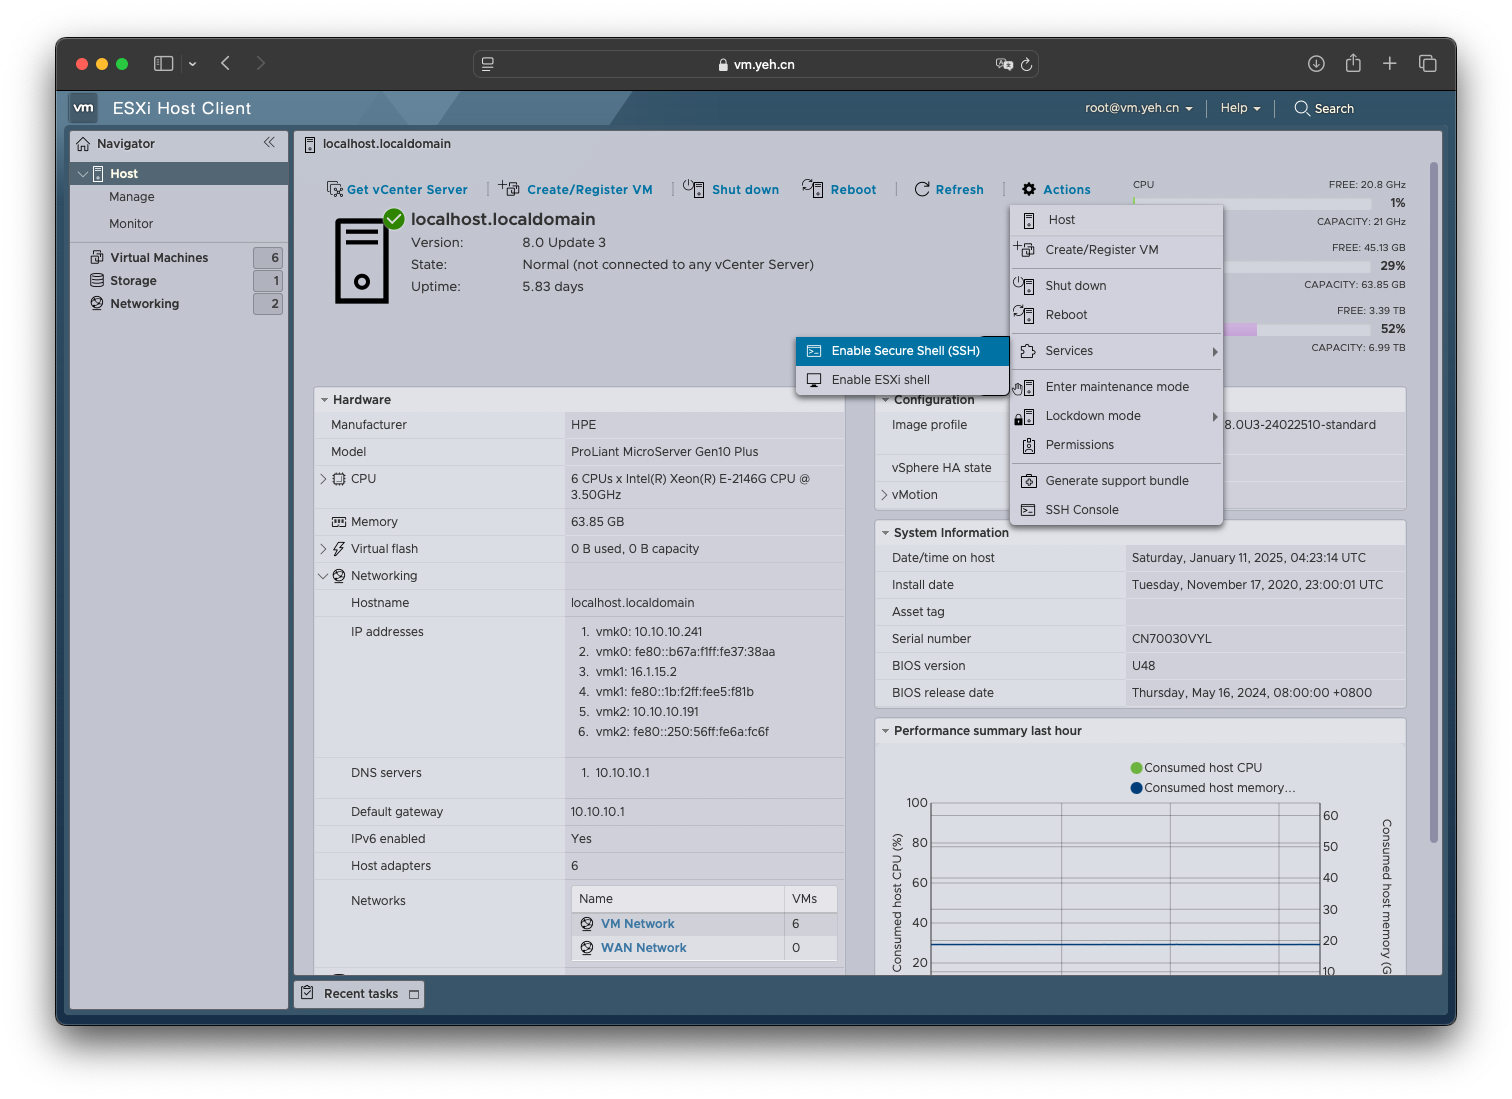 vm.yeh.cn
vm ESXi Host Client
root@vm.yeh.cn
Help
Search
Navigator
Host
Manage
Monitor
Virtual Machines 6
Storage 1
Networking 2
localhost.localdomain
Get vCenter Server
Create/Register VM
Shut down
Reboot
Refresh
Actions
localhost.localdomain
Version: 8.0 Update 3
State: Normal (not connected to any vCenter Server)
Uptime: 5.83 days
CPU FREE: 20.8 GHz
1%
CAPACITY: 21 GHz
FREE: 45.13 GB
29%
CAPACITY: 63.85 GB
FREE: 3.39 TB
52%
CAPACITY: 6.99 TB
Host
Create/Register VM
Shut down
Reboot
Services
Enter maintenance mode
Lockdown mode
Permissions
Generate support bundle
SSH Console
Enable Secure Shell (SSH)
Enable ESXi shell
Hardware
Manufacturer HPE
Model ProLiant MicroServer Gen10 Plus
CPU 6 CPUs x Intel(R) Xeon(R) E-2146G CPU @
3.50GHz
Memory 63.85 GB
Virtual flash 0 B used, 0 B capacity
Networking
Hostname localhost.localdomain
IP addresses 1. vmk0: 10.10.10.241
2. vmk0: fe80::b67a:f1ff:fe37:38aa
3. vmk1: 16.1.15.2
4. vmk1: fe80::1b:f2ff:fee5:f81b
5. vmk2: 10.10.10.191
6. vmk2: fe80::250:56ff:fe6a:fc6f
DNS servers 1. 10.10.10.1
Default gateway 10.10.10.1
IPv6 enabled Yes
Host adapters 6
Networks
Name VMs
VM Network 6
WAN Network 0
Configuration
Image profile 8.0U3-24022510-standard
vSphere HA state
vMotion
System Information
Date/time on host Saturday, January 11, 2025, 04:23:14 UTC
Install date Tuesday, November 17, 2020, 23:00:01 UTC
Asset tag
Serial number CN70030VYL
BIOS version U48
BIOS release date Thursday, May 16, 2024, 08:00:00 +0800
Performance summary last hour
Consumed host CPU
Consumed host memory...
100
80
60
40
20
Consumed host CPU (%)
60
50
40
30
20
10
Consumed host memory (G
Recent tasks